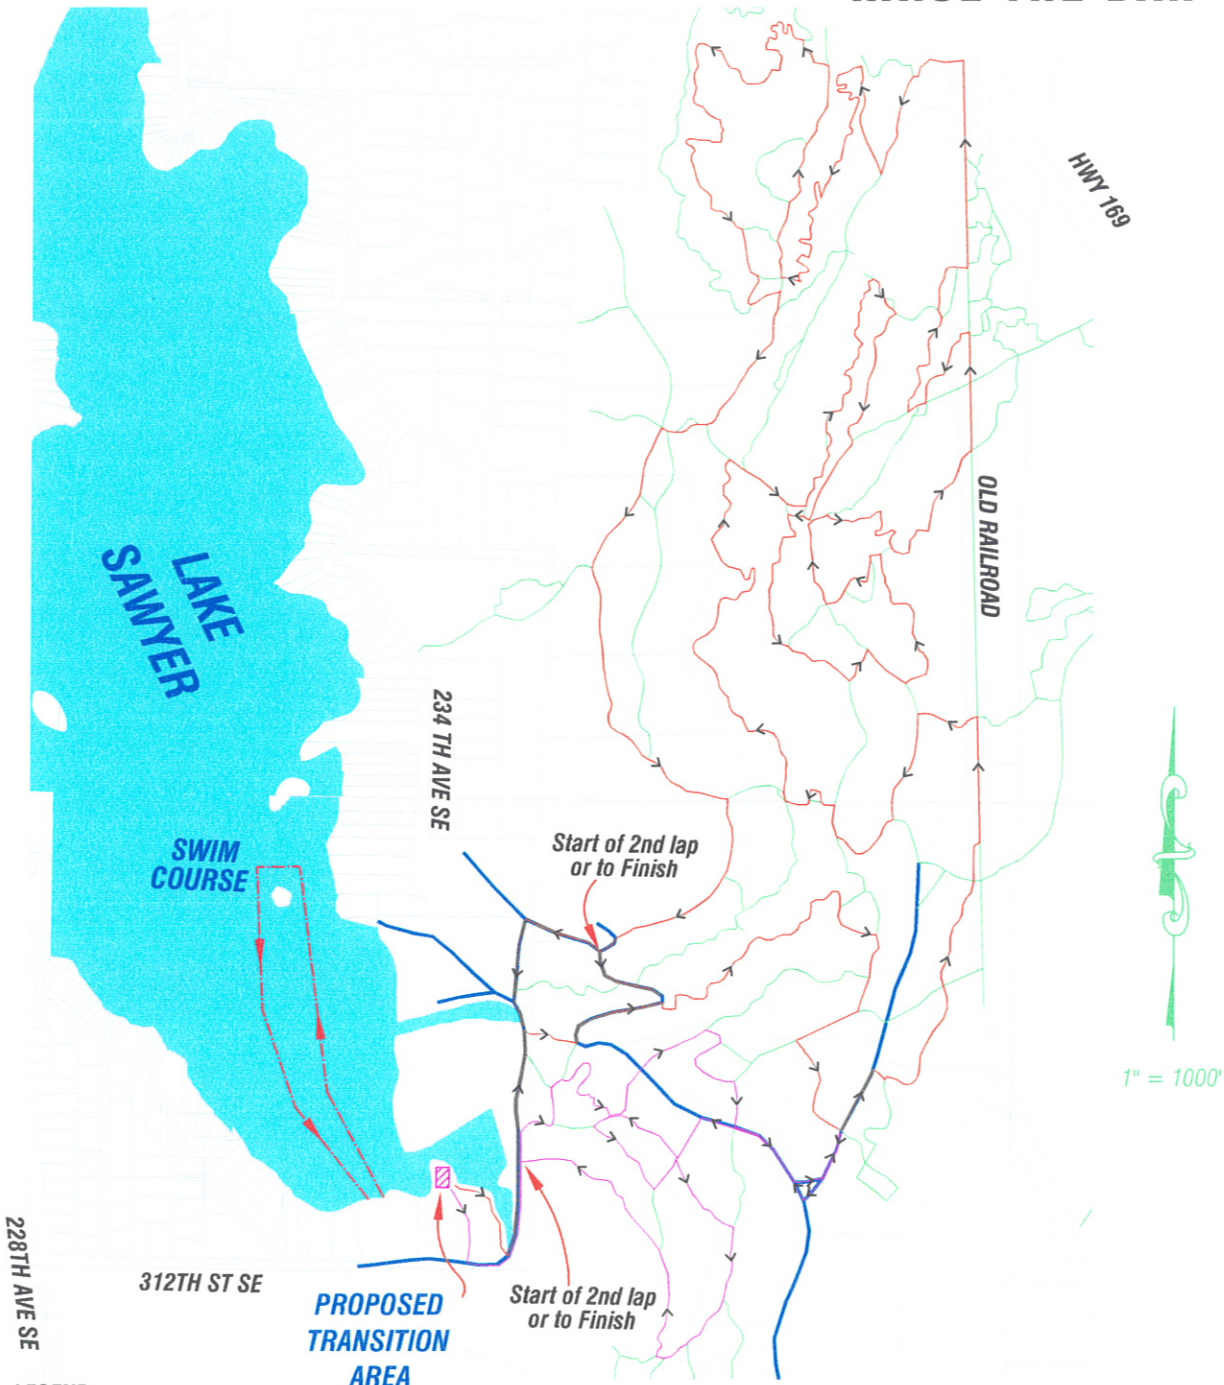 HWY 169
OLD RAILROAD
LAKE
SAWYER
234 TH AVE SE
SWIM
COURSE
Start of 2nd lap
or to Finish
1" = 1000'
228TH AVE SE
312TH ST SE
PROPOSED
TRANSITION
AREA
Start of 2nd lap
or to Finish